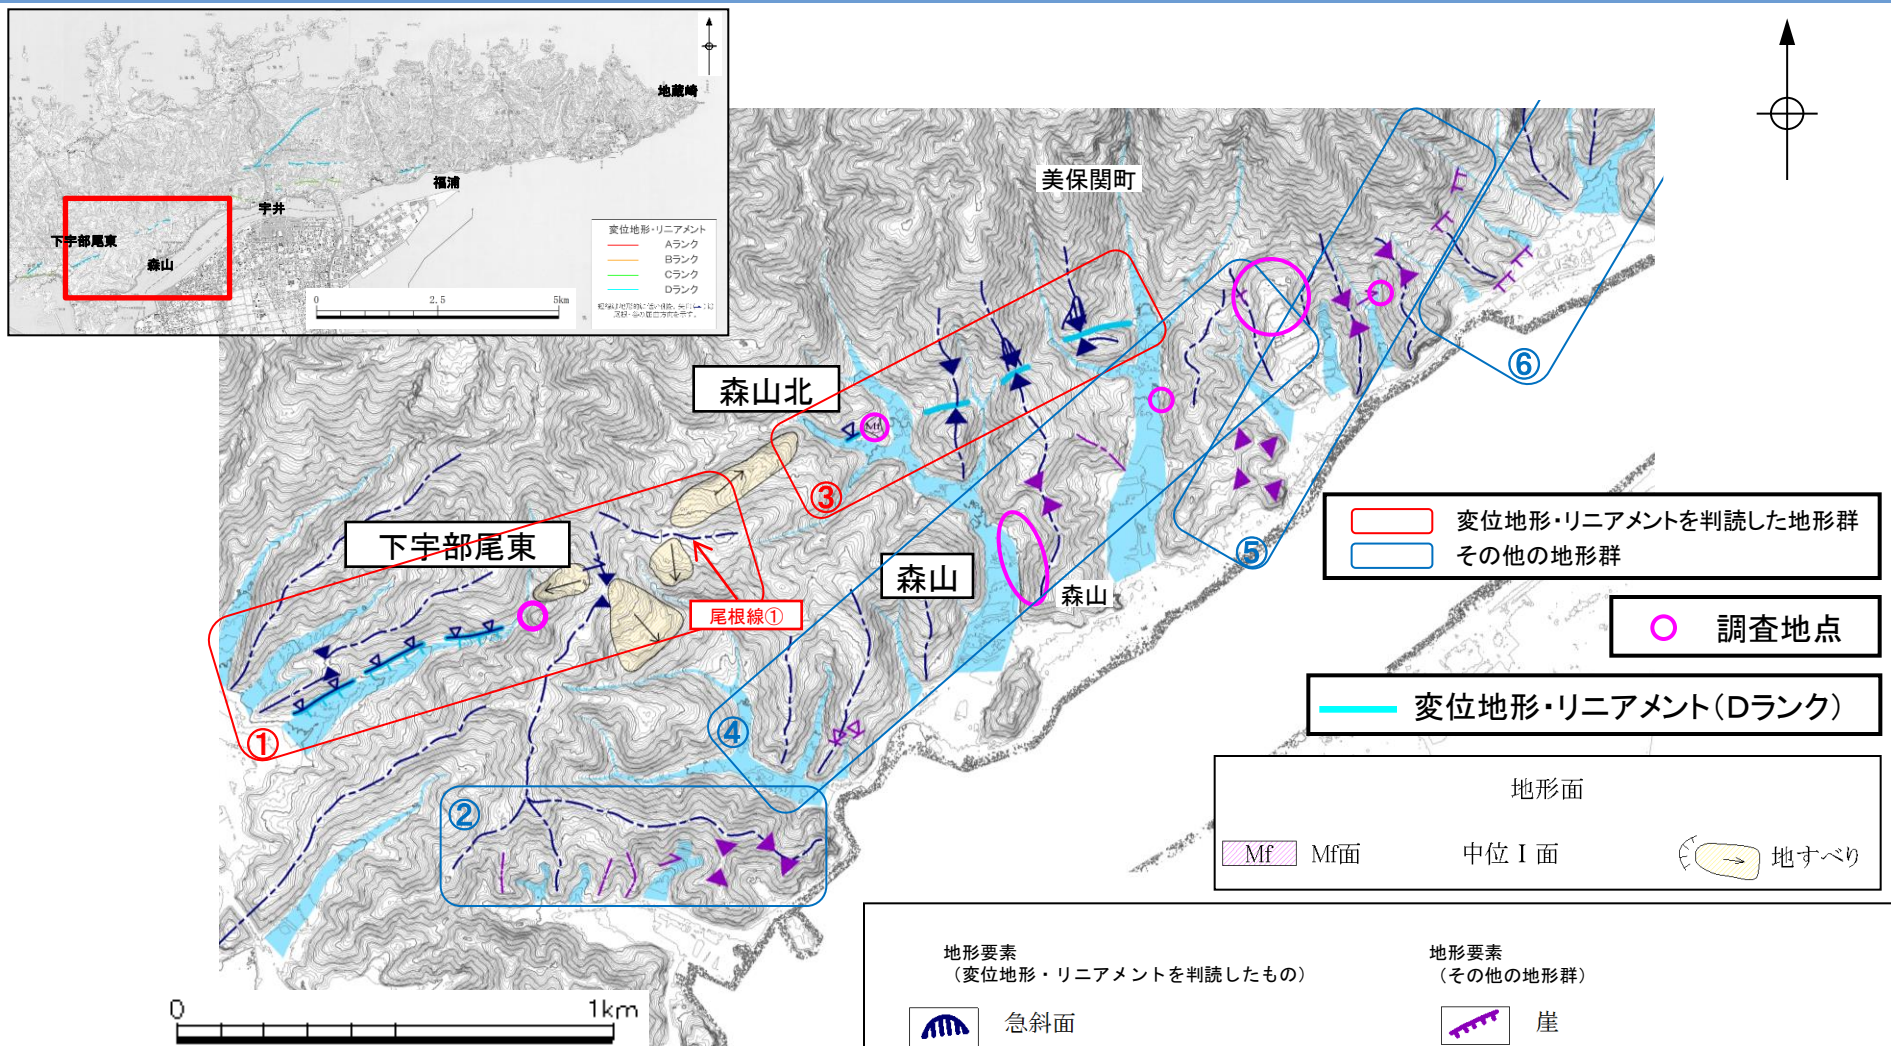 地蔵崎
福浦
宇井
下宇部尾東
森山
変位地形・リニアメント
Aランク
Bランク
Cランク
Dランク
0 2.5 5km
美保関町
森山北
Mf
③
⑥
⑤
下宇部尾東
尾根線①
森山
森山
①
④
②
変位地形・リニアメントを判読した地形群
その他の地形群
調査地点
変位地形・リニアメント(Dランク)
地形面
Mf Mf面 中位Ⅰ面 地すべり
地形要素
(変位地形・リニアメントを判読したもの)
急斜面
地形要素
(その他の地形群)
崖
0 1km